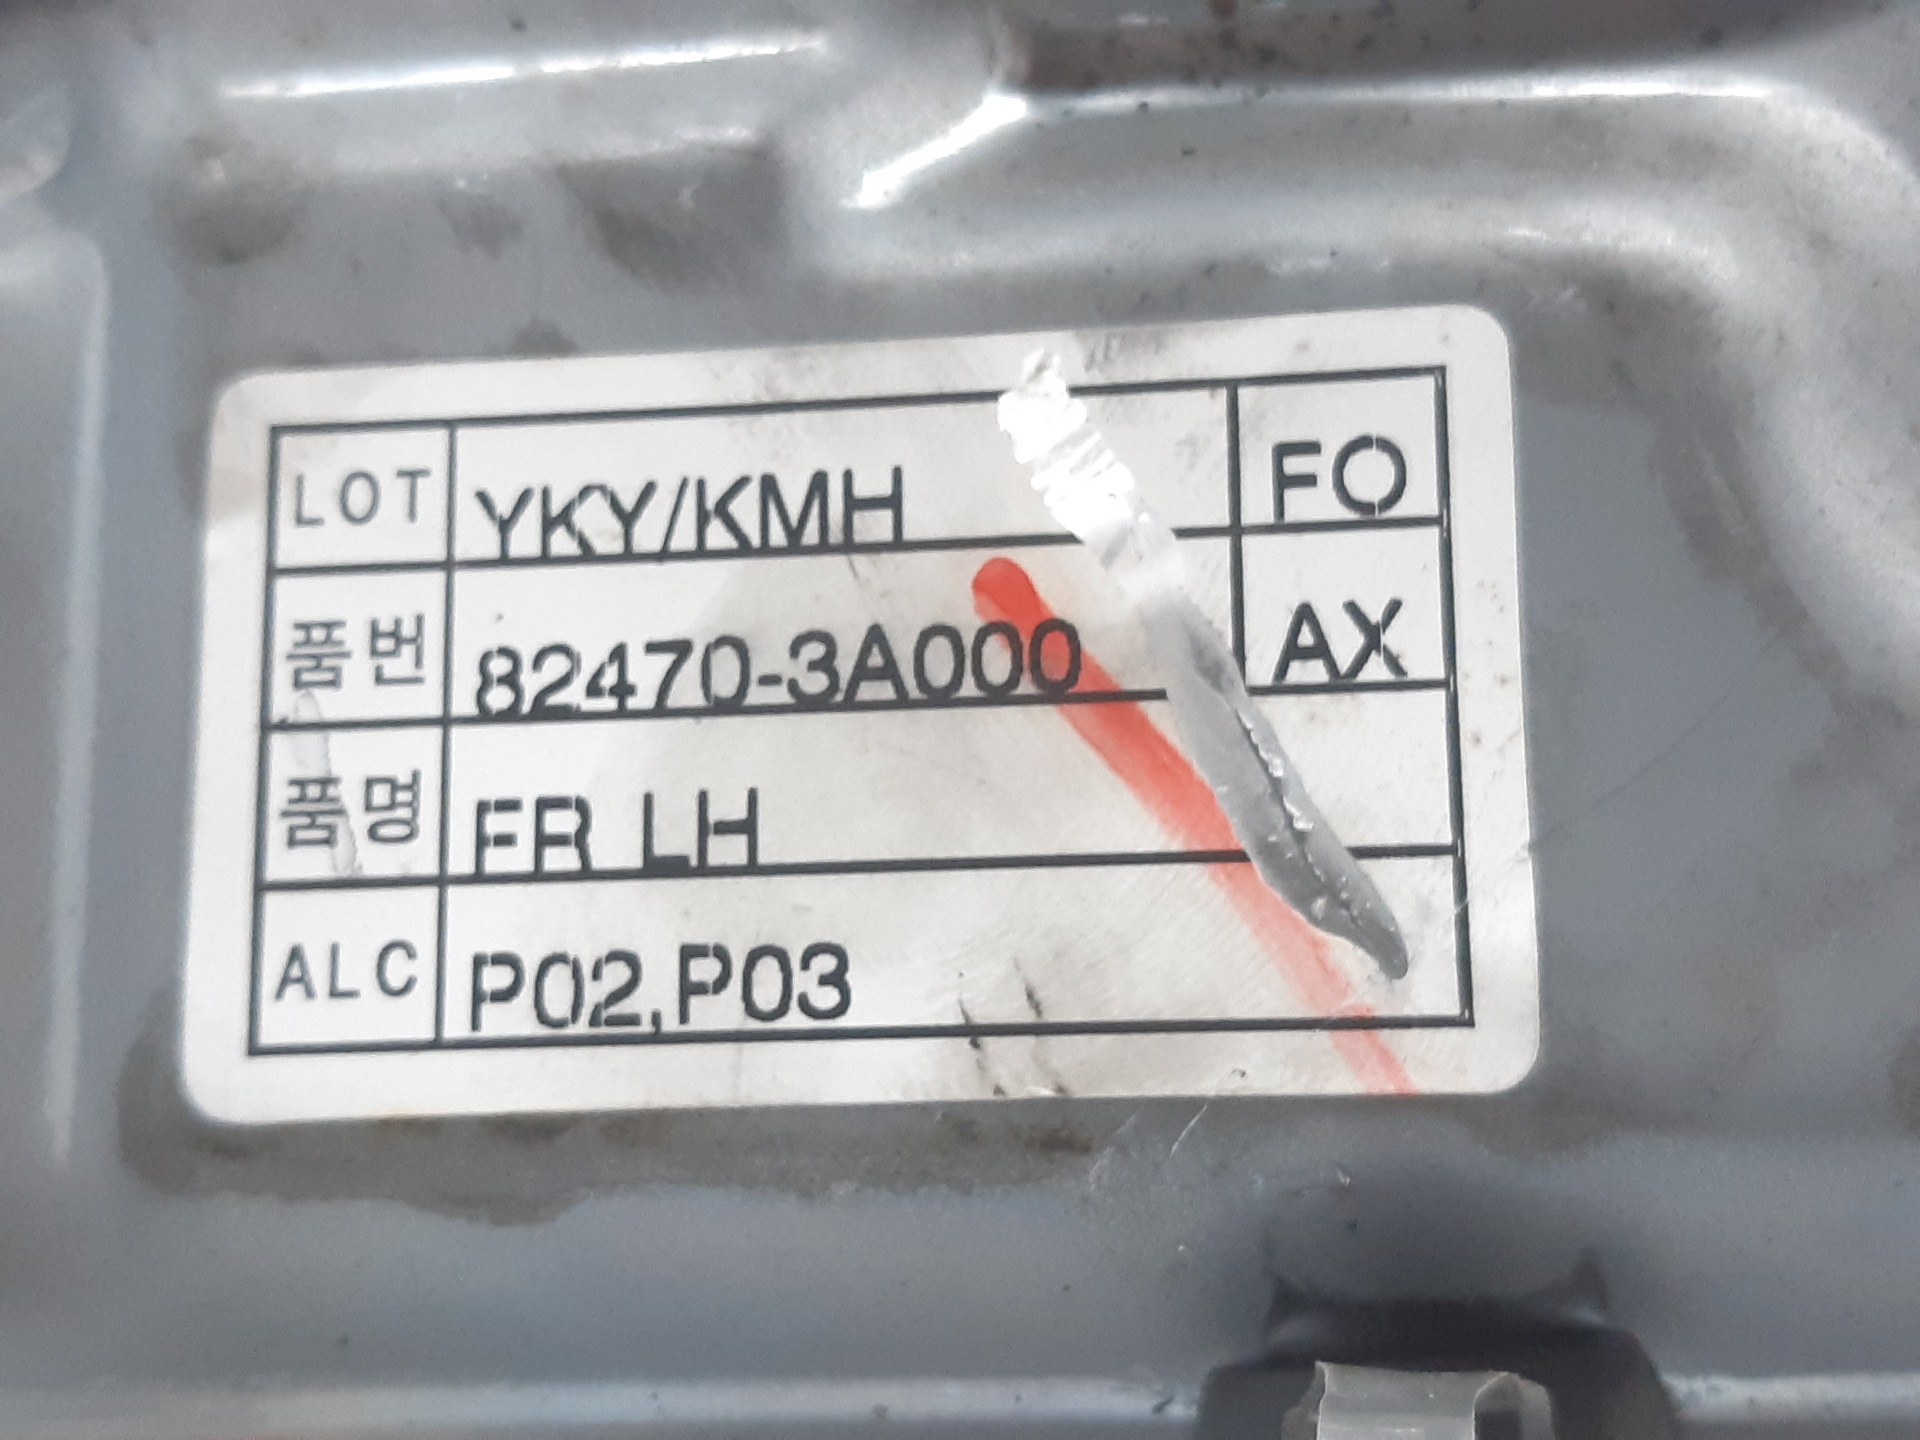 LOT YKY/KMH FO
품번 82470-3A000 AX
품명 FR LH
ALC P02,P03